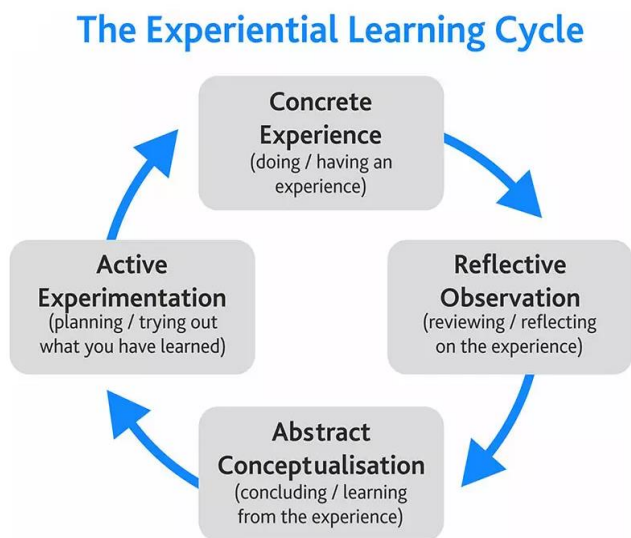 The Experiential Learning Cycle
Concrete
Experience
(doing / having an
experience)
Reflective
Observation
(reviewing / reflecting
on the experience)
Abstract
Conceptualisation
(concluding / learning
from the experience)
Active
Experimentation
(planning / trying out
what you have learned)